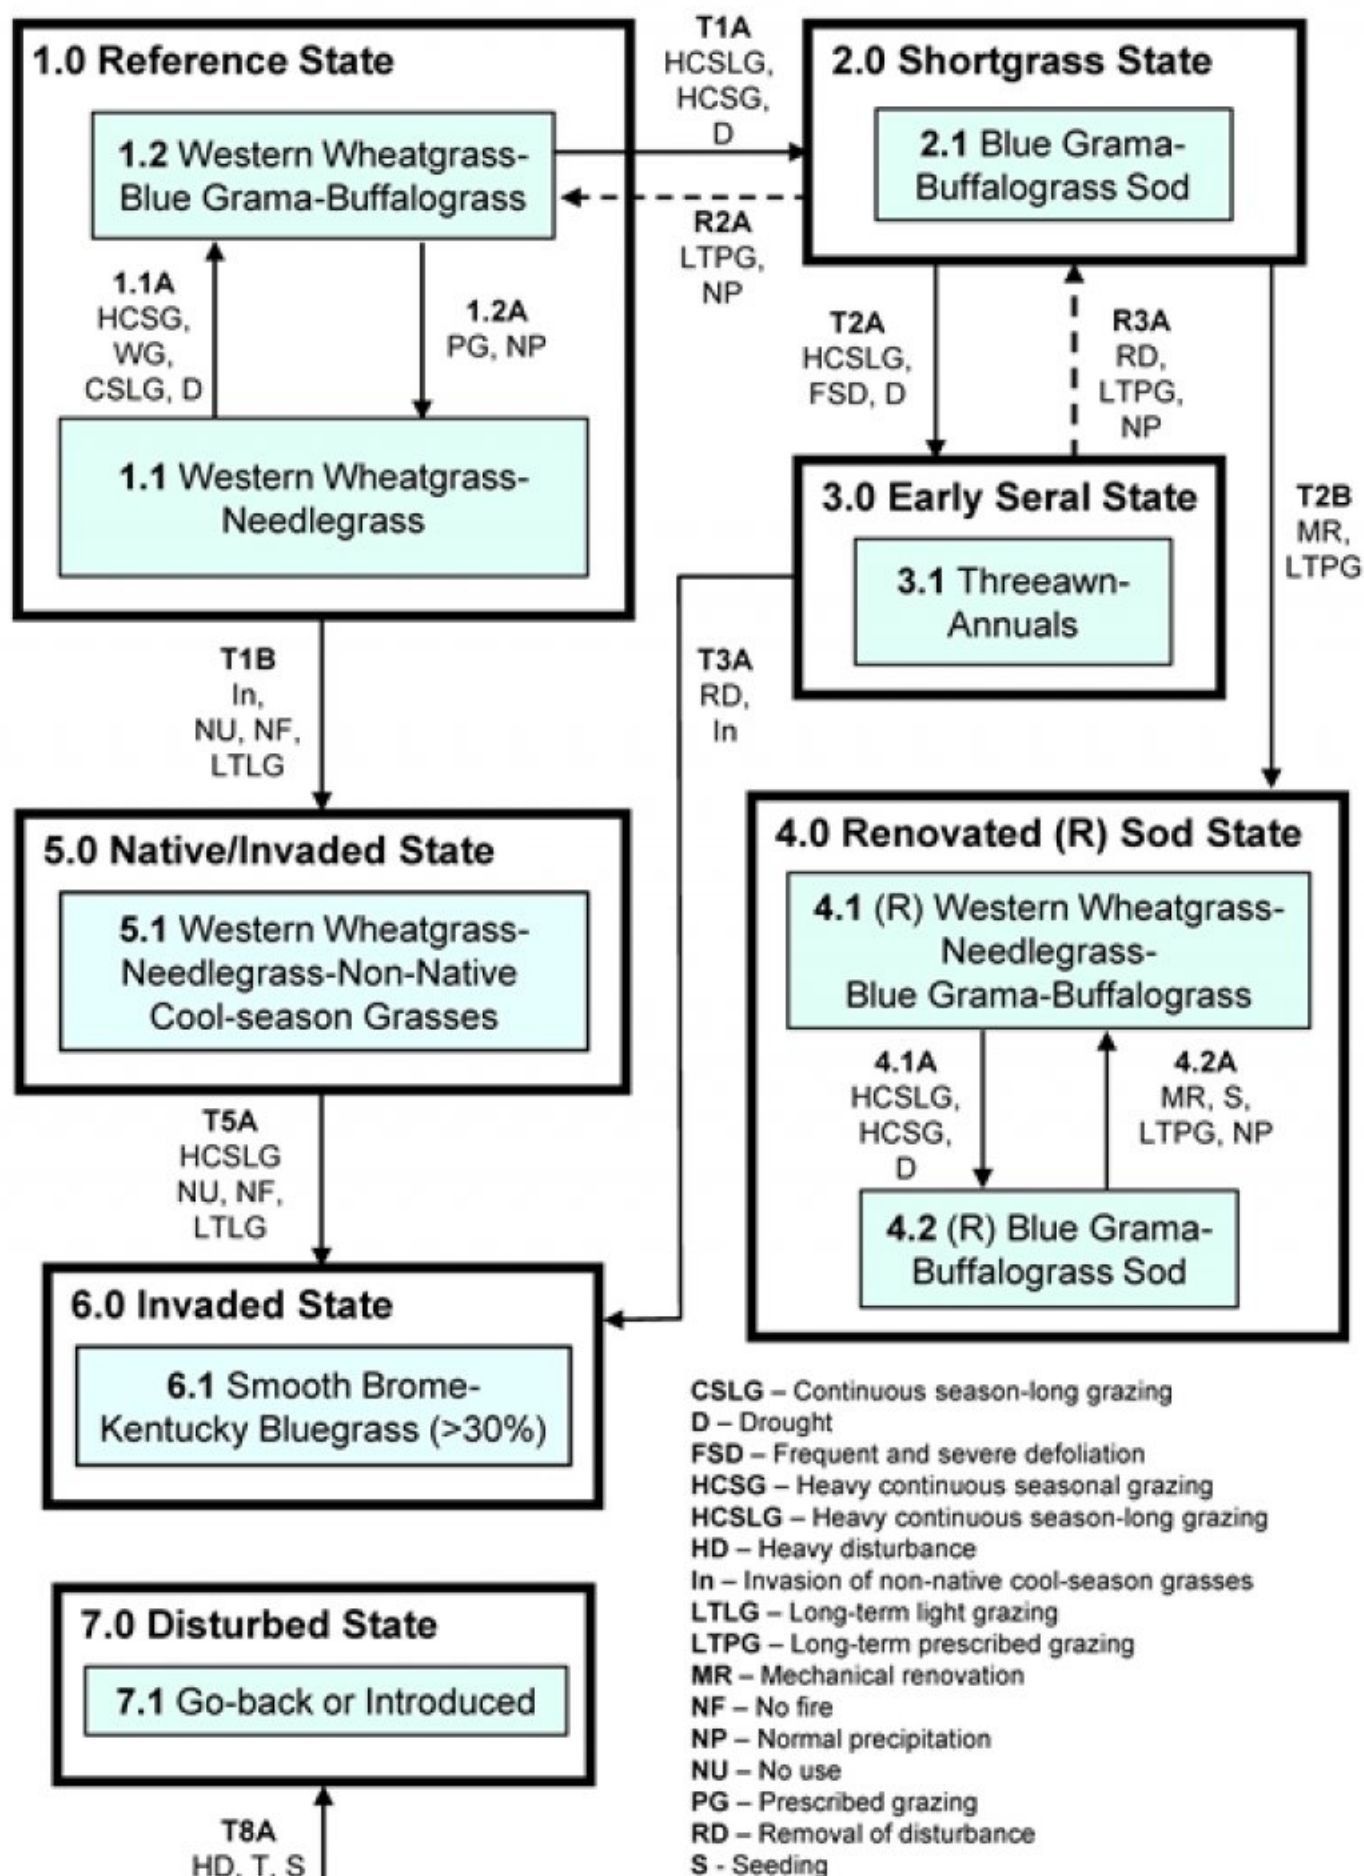 1.0 Reference State
1.2 Western Wheatgrass-
Blue Grama-Buffalograss
1.1A
HCSG,
WG,
CSLG, D
1.2A
PG, NP
1.1 Western Wheatgrass-
Needlegrass
T1A
HCSLG,
HCSG,
D
R2A
LTPG,
NP
2.0 Shortgrass State
2.1 Blue Grama-
Buffalograss Sod
T2A
HCSLG,
FSD, D
R3A
RD,
LTPG,
NP
T2B
MR,
LTPG
3.0 Early Seral State
3.1 Threeawn-
Annuals
T1B
In,
NU, NF,
LTLG
T3A
RD,
In
5.0 Native/Invaded State
5.1 Western Wheatgrass-
Needlegrass-Non-Native
Cool-season Grasses
4.0 Renovated (R) Sod State
4.1 (R) Western Wheatgrass-
Needlegrass-
Blue Grama-Buffalograss
4.1A
HCSLG,
HCSG,
D
4.2A
MR, S,
LTPG, NP
4.2 (R) Blue Grama-
Buffalograss Sod
T5A
HCSLG
NU, NF,
LTLG
6.0 Invaded State
6.1 Smooth Brome-
Kentucky Bluegrass (>30%)
7.0 Disturbed State
7.1 Go-back or Introduced
T8A
HD, T, S
CSLG – Continuous season-long grazing
D – Drought
FSD – Frequent and severe defoliation
HCSG – Heavy continuous seasonal grazing
HCSLG – Heavy continuous season-long grazing
HD – Heavy disturbance
In – Invasion of non-native cool-season grasses
LTLG – Long-term light grazing
LTPG – Long-term prescribed grazing
MR – Mechanical renovation
NF – No fire
NP – Normal precipitation
NU – No use
PG – Prescribed grazing
RD – Removal of disturbance
S - Seeding